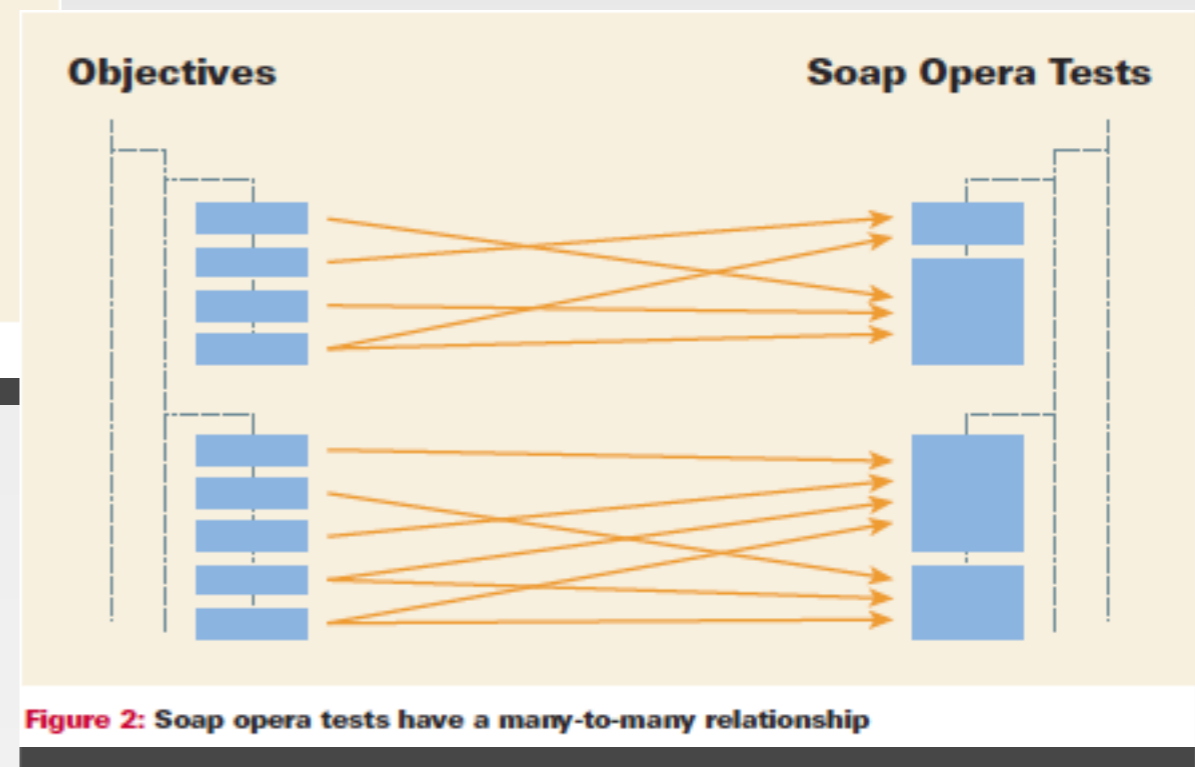 Objectives
Soap Opera Tests
Figure 2: Soap opera tests have a many-to-many relationship